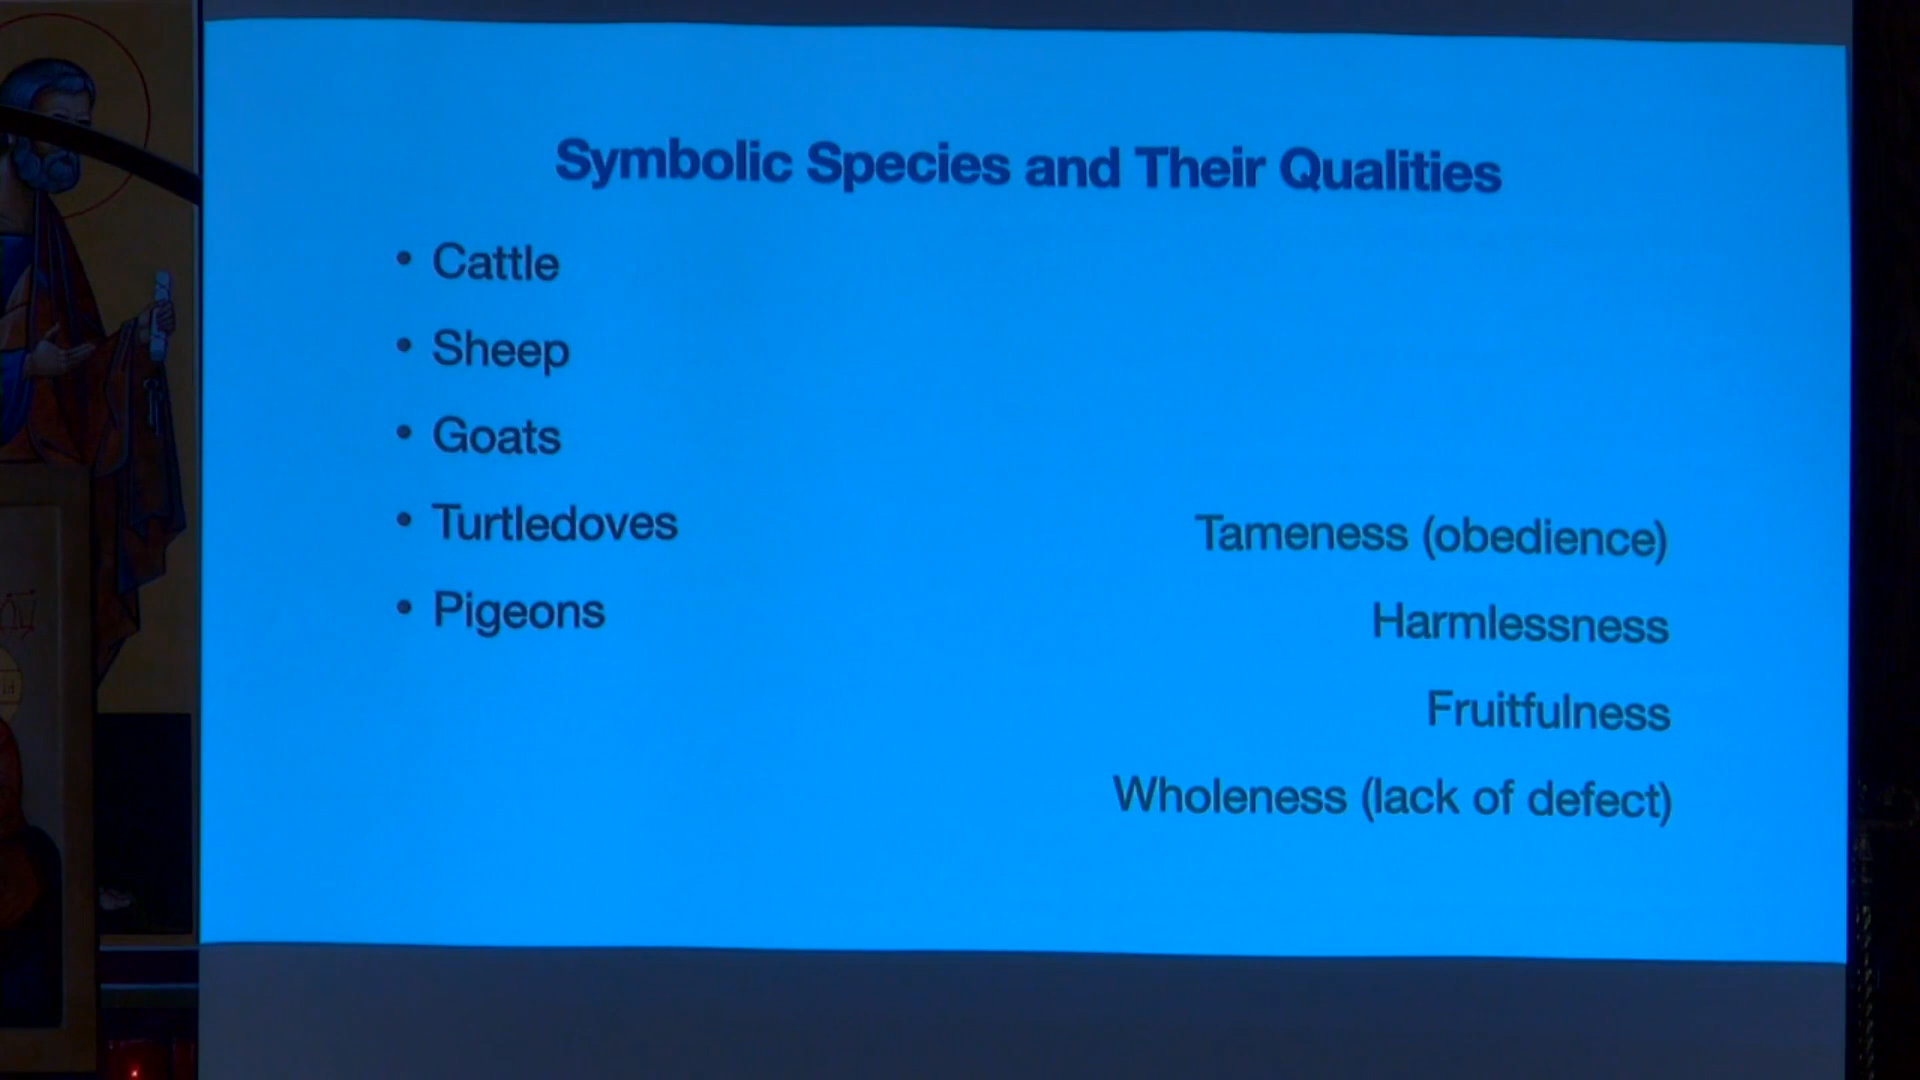 Symbolic Species and Their Qualities
• Cattle
• Sheep
• Goats
• Turtledoves
• Pigeons
Tameness (obedience)
Harmlessness
Fruitfulness
Wholeness (lack of defect)